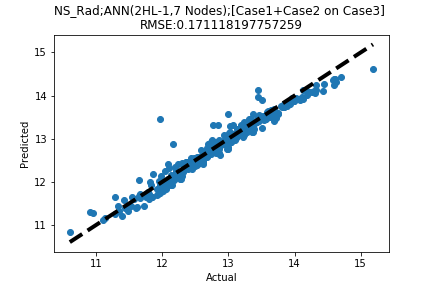 NS_Rad;ANN(2HL-1,7 Nodes);[Case1+Case2 on Case3]
RMSE:0.171118197757259
15
14
13
12
11
Predicted
11
12
13
14
15
Actual